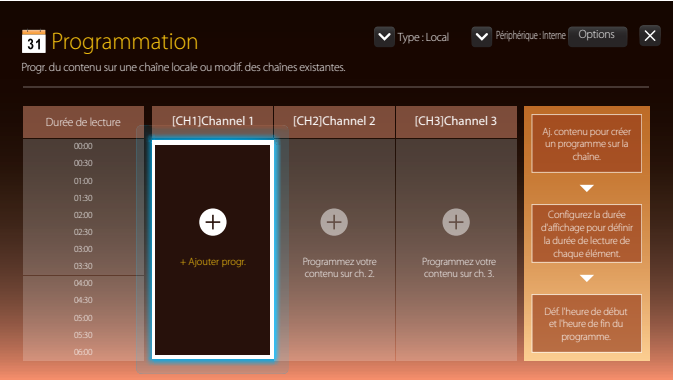 31 Programmation
Type : Local
Périphérique : Interne
Options
Progr. du contenu sur une chaîne locale ou modif. des chaînes existantes.
Durée de lecture
[CH1]Channel 1
[CH2]Channel 2
[CH3]Channel 3
00:00
00:30
01:00
01:30
02:00
02:30
03:00
03:30
04:00
04:30
05:00
05:30
06:00
+ Ajouter progr.
Programmez votre
contenu sur ch. 2.
Programmez votre
contenu sur ch. 3.
Aj. contenu pour créer
un programme sur la
chaîne.
Configurez la durée
d'affichage pour définir
la durée de lecture de
chaque élément.
Déf. l'heure de début
et l'heure de fin du
programme.